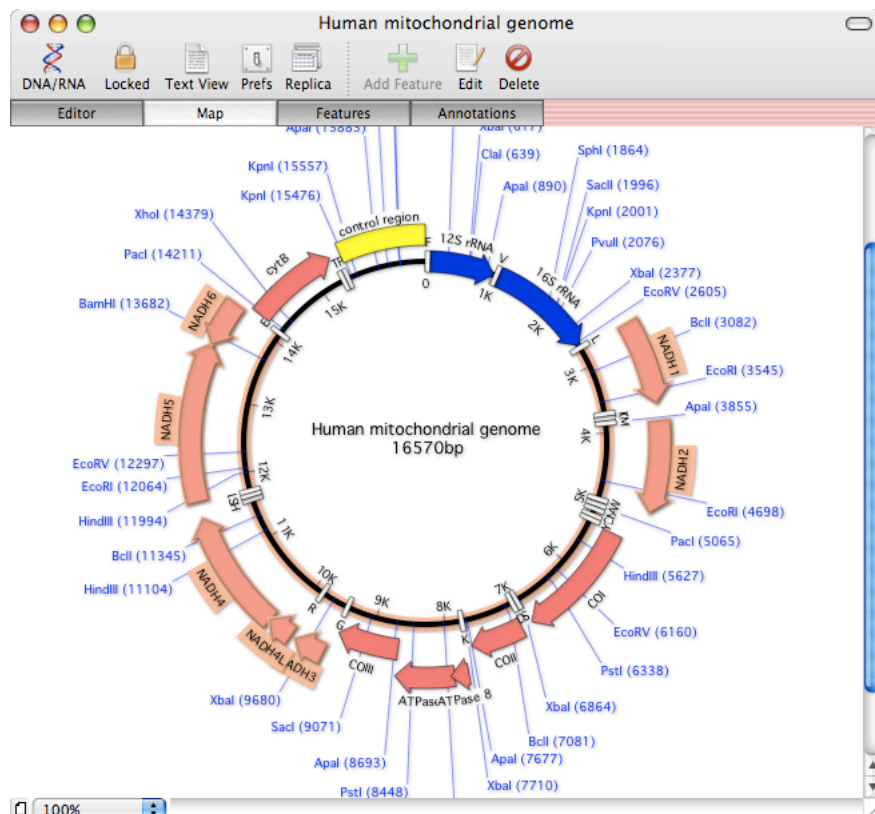 Human mitochondrial genome
DNA/RNA
Locked
Text View
Prefs
Replica
Add Feature
Edit
Delete
Editor
Map
Features
Annotations
ApaI (13883)
XbaI (617)
ClaI (639)
SphI (1864)
KpnI (15557)
KpnI (15476)
ApaI (890)
SacII (1996)
KpnI (2001)
XhoI (14379)
control region
F
12S rRNA
V
PvuII (2076)
PacI (14211)
cytB
16S rRNA
XbaI (2377)
EcoRV (2605)
BamHI (13682)
NADH6
E
15K
0
1K
2K
L
BclI (3082)
14K
3K
NADH1
EcoRI (3545)
13K
ApaI (3855)
NADH5
Human mitochondrial genome
16570bp
4K
NADH2
EcoRV (12297)
EcoRI (12064)
12K
EcoRI (4698)
HindIII (11994)
5K
PacI (5065)
BclI (11345)
11K
6K
HindIII (5627)
HindIII (11104)
NADH4
10K
9K
8K
7K
COI
EcoRV (6160)
R
G
K
NADH4L
COIII
COII
PstI (6338)
XbaI (9680)
ATPase 8
XbaI (6864)
SacI (9071)
BclI (7081)
ApaI (8693)
ApaI (7677)
PstI (8448)
XbaI (7710)
100%